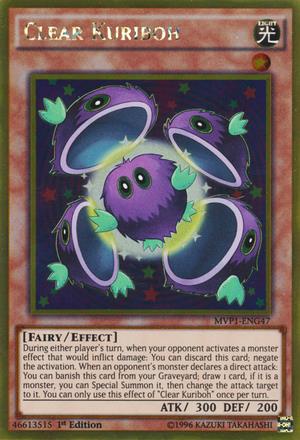 CLEAR KURIBOH
LIGHT
光
MVP1-ENG47
[FAIRY/EFFECT]
During either player's turn, when your opponent activates a monster
effect that would inflict damage: You can discard this card; negate
the activation. When an opponent's monster declares a direct attack:
You can banish this card from your Graveyard; draw 1 card, if it is a
monster, you can Special Summon it, then change the attack target
to it. You can only use this effect of "Clear Kuriboh" once per turn.
ATK/ 300 DEF/ 200
46613515 1st Edition ©1996 KAZUKI TAKAHASHI